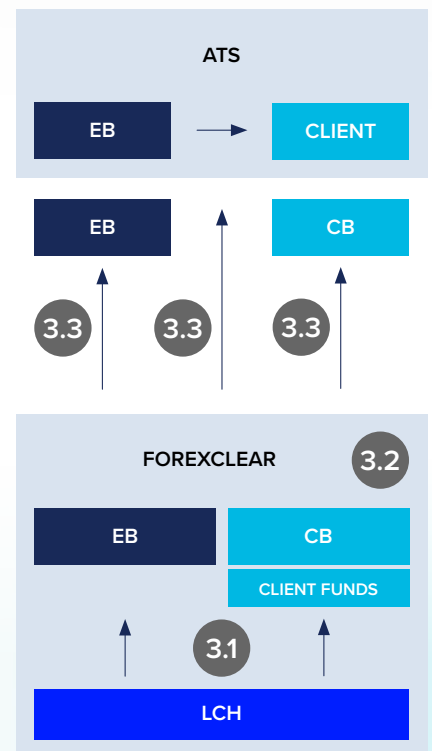 ATS
EB
CLIENT
EB
CB
3.3
3.3
3.3
FOREXCLEAR
3.2
EB
CB
CLIENT FUNDS
3.1
LCH